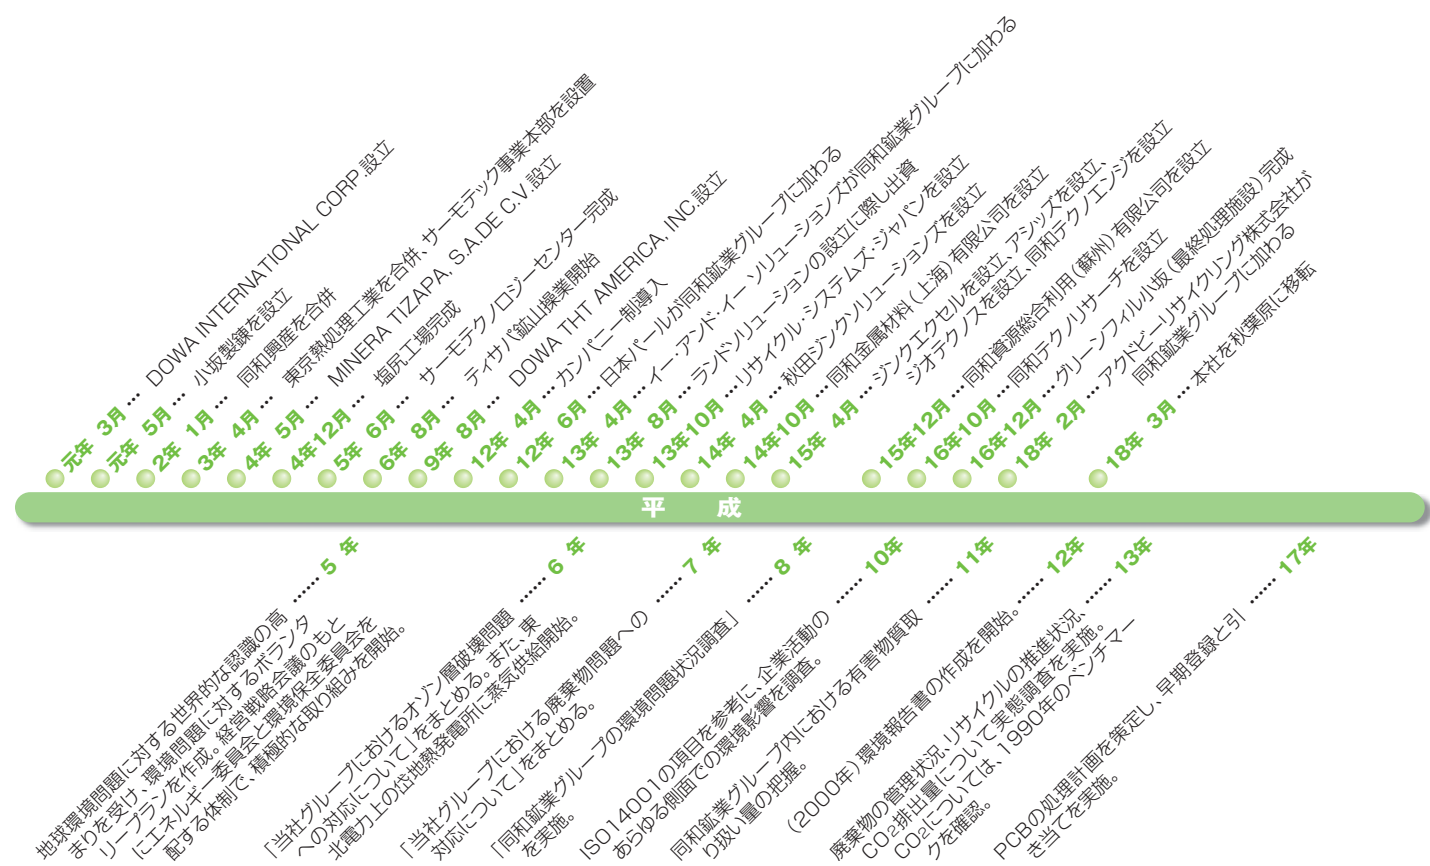 元年 3月 … DOWA INTERNATIONAL CORP.設立
元年 5月 … 小坂製錬を設立
2年 1月 … 同和興産を合併
3年 4月 … 東京熱処理工業を合併、サーモテック事業本部を設置
4年 5月 … MINERA TIZAPA, S.A.DE C.V.設立
4年12月 … 塩尻工場完成
5年 6月 … サーモテクノロジーセンター完成
6年 8月 … ティサパ鉱山操業開始
9年 8月 … DOWA THT AMERICA, INC.設立
12年 4月 … カンパニー制導入
12年 6月 … 日本パールが同和鉱業グループに加わる
13年 4月 … イー・アンド・イー ソリューションズが同和鉱業グループに加わる
13年 8月 … ランドソリューションの設立に際し出資
13年10月 … リサイクル・システムズ・ジャパンを設立
14年 4月 … 秋田ジンクソリューションズを設立
14年10月 … 同和金属材料（上海）有限公司を設立
15年 4月 … ジンクエクセルを設立、アシッズを設立、
ジオテクノスを設立、同和テクノエンジを設立
15年12月 … 同和資源総合利用（蘇州）有限公司を設立
16年10月 … 同和テクノリサーチを設立
16年12月 … グリーンフィル小坂（最終処理施設）完成
18年 2月 … アクトビーリサイクリング株式会社が
同和鉱業グループに加わる
18年 3月 … 本社を秋葉原に移転
平 成
5 年 ……
地球環境問題に対する世界的な認識の高
まりを受け、環境問題に対するボランタ
リープランを作成。経営戦略会議のもと
にエネルギー委員会と環境保全委員会を
配する体制で、積極的な取り組みを開始。
6 年 ……
「当社グループにおけるオゾン層破壊問題
への対応について」をまとめる。また、東
北電力上の岱地熱発電所に蒸気供給開始。
7 年 ……
「当社グループにおける廃棄物問題への
対応について」をまとめる。
8 年 ……
「同和鉱業グループの環境問題状況調査」
を実施。
10年 ……
ISO14001の項目を参考に、企業活動の
あらゆる側面での環境影響を調査。
11年 ……
同和鉱業グループ内における有害物質取
り扱い量の把握。
12年 ……
（2000年）環境報告書の作成を開始。
13年 ……
廃棄物の管理状況、リサイクルの推進状況、
CO2排出量について実態調査を実施。
CO2については、1990年のベンチマー
クを確認。
17年 ……
PCBの処理計画を策定し、早期登録と引
き当てを実施。